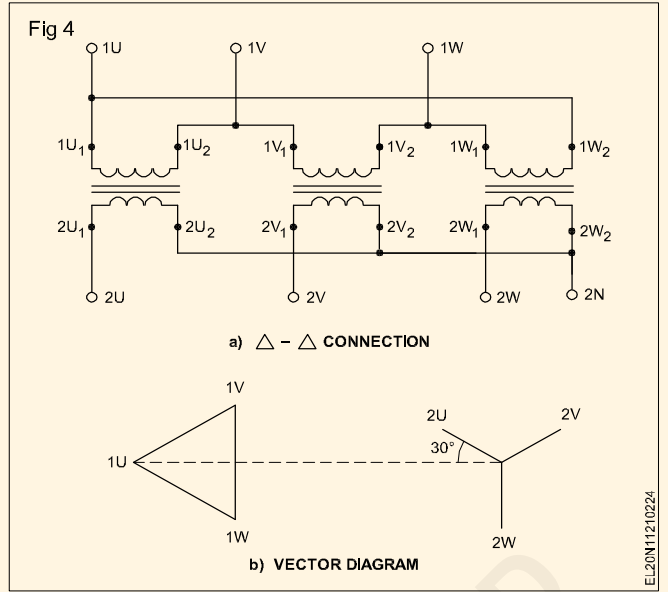 Fig 4
1U 1V 1W
1U1 1U2 1V1 1V2 1W1 1W2
2U1 2U2 2V1 2V2 2W1 2W2
2U 2V 2W 2N
a) △ – △ CONNECTION
1V
2U 2V
30°
1U
1W
2W
b) VECTOR DIAGRAM
EL20N11210224